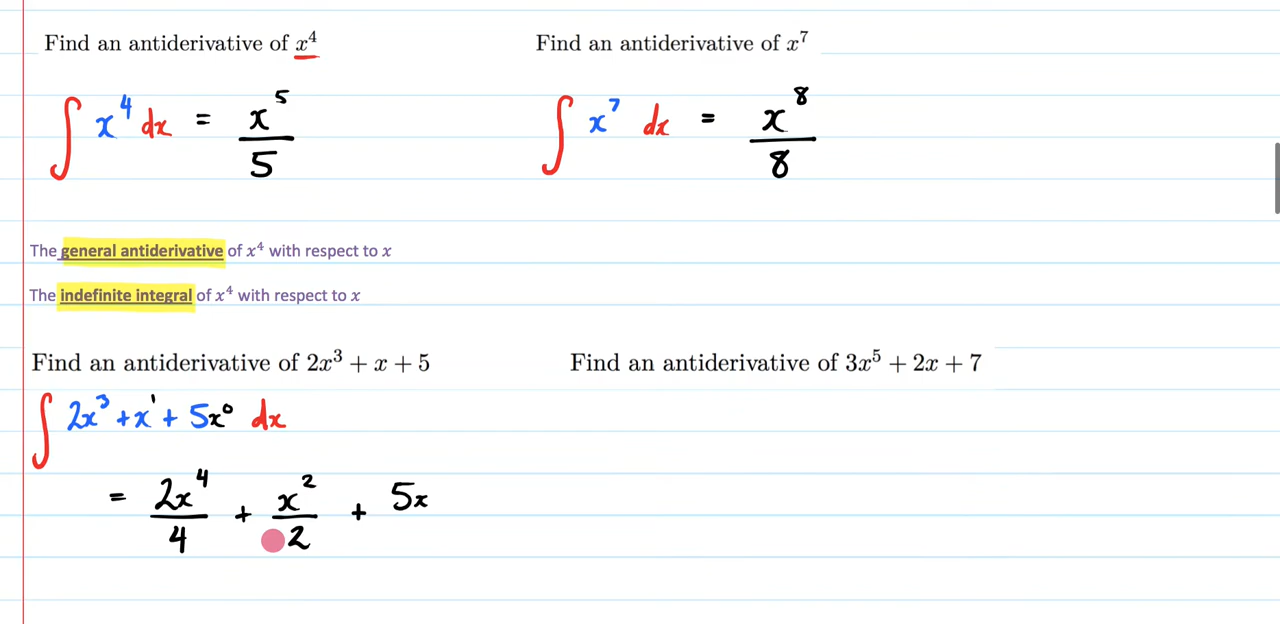 Find an antiderivative of x⁴
∫ x⁴ dx = x⁵/5
Find an antiderivative of x⁷
∫ x⁷ dx = x⁸/8
The general antiderivative of x⁴ with respect to x
The indefinite integral of x⁴ with respect to x
Find an antiderivative of 2x³ + x + 5
∫ 2x³ + x¹ + 5x⁰ dx
= 2x⁴/4 + x²/2 + 5x
Find an antiderivative of 3x⁵ + 2x + 7